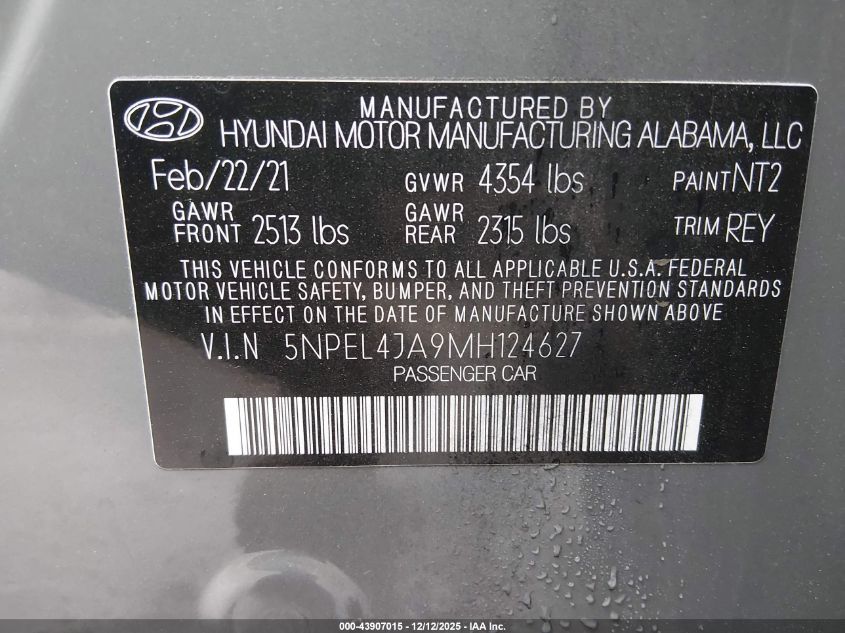 MANUFACTURED BY
HYUNDAI MOTOR MANUFACTURING ALABAMA, LLC
Feb/22/21 GVWR 4354 lbs PAINT NT2
GAWR FRONT 2513 lbs GAWR REAR 2315 lbs TRIM REY
THIS VEHICLE CONFORMS TO ALL APPLICABLE U.S.A. FEDERAL
MOTOR VEHICLE SAFETY, BUMPER, AND THEFT PREVENTION STANDARDS
IN EFFECT ON THE DATE OF MANUFACTURE SHOWN ABOVE
V.I.N 5NPEL4JA9MH124627
PASSENGER CAR
000-43907015 - 12/12/2025 - IAA Inc.